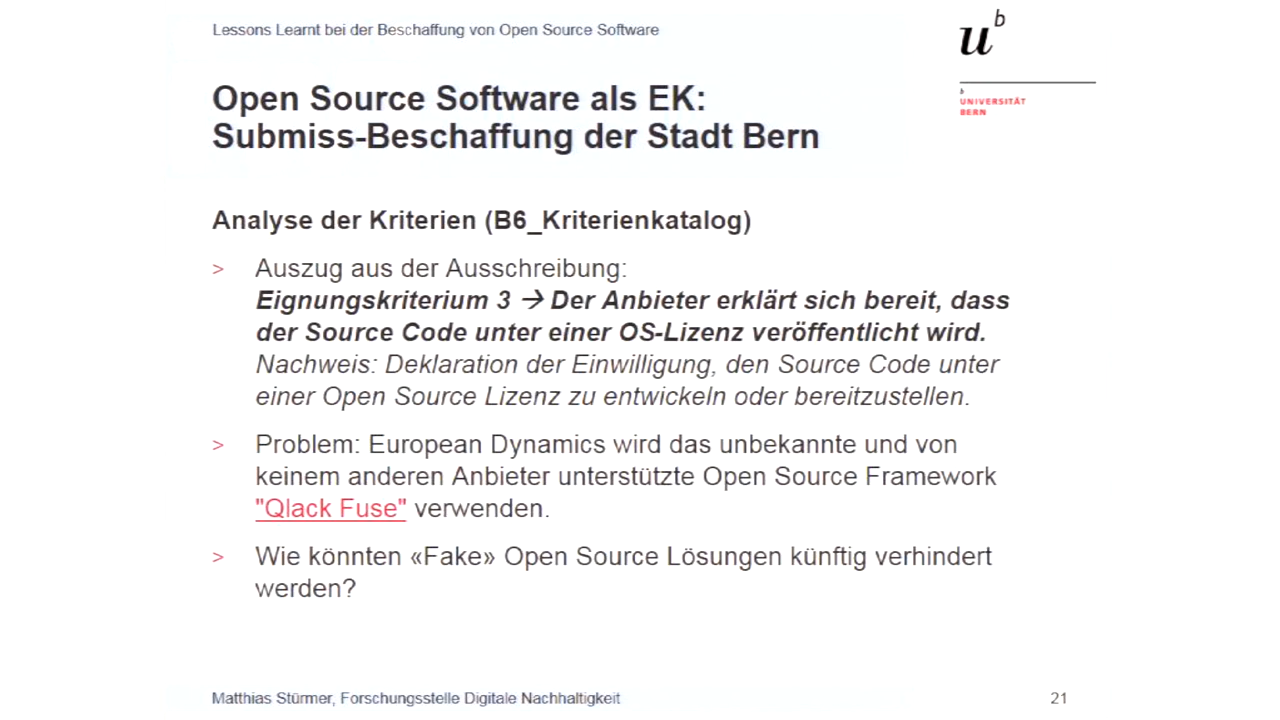 Lessons Learnt bei der Beschaffung von Open Source Software
u^b
Open Source Software als EK:
Submiss-Beschaffung der Stadt Bern
b
UNIVERSITÄT
BERN
Analyse der Kriterien (B6_Kriterienkatalog)
> Auszug aus der Ausschreibung:
Eignungskriterium 3 → Der Anbieter erklärt sich bereit, dass
der Source Code unter einer OS-Lizenz veröffentlicht wird.
Nachweis: Deklaration der Einwilligung, den Source Code unter
einer Open Source Lizenz zu entwickeln oder bereitzustellen.
> Problem: European Dynamics wird das unbekannte und von
keinem anderen Anbieter unterstützte Open Source Framework
"Qlack Fuse" verwenden.
> Wie könnten «Fake» Open Source Lösungen künftig verhindert
werden?
Matthias Stürmer, Forschungsstelle Digitale Nachhaltigkeit
21